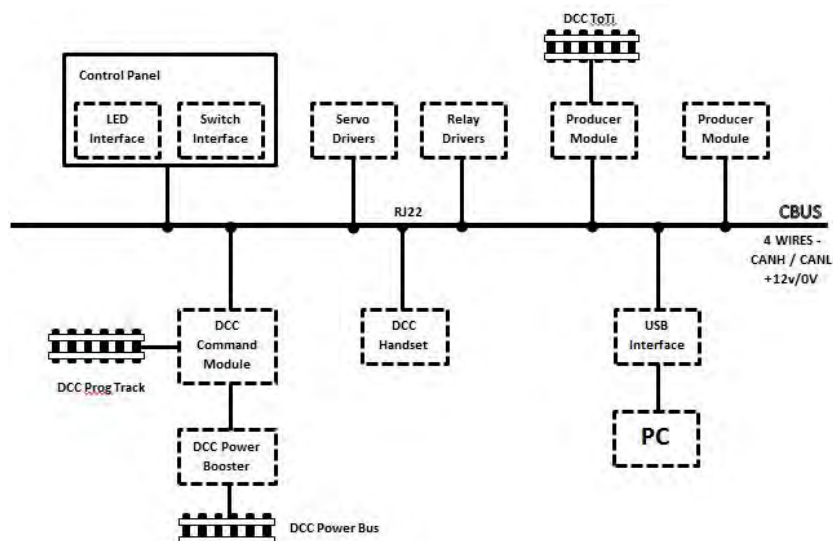 DCC ToTi
Control Panel
LED
Interface
Switch
Interface
Servo
Drivers
Relay
Drivers
Producer
Module
Producer
Module
RJ22
CBUS
4 WIRES -
CANH / CANL
+12v/0V
DCC
Command
Module
DCC
Handset
USB
Interface
DCC Prog Track
PC
DCC Power
Booster
DCC Power Bus